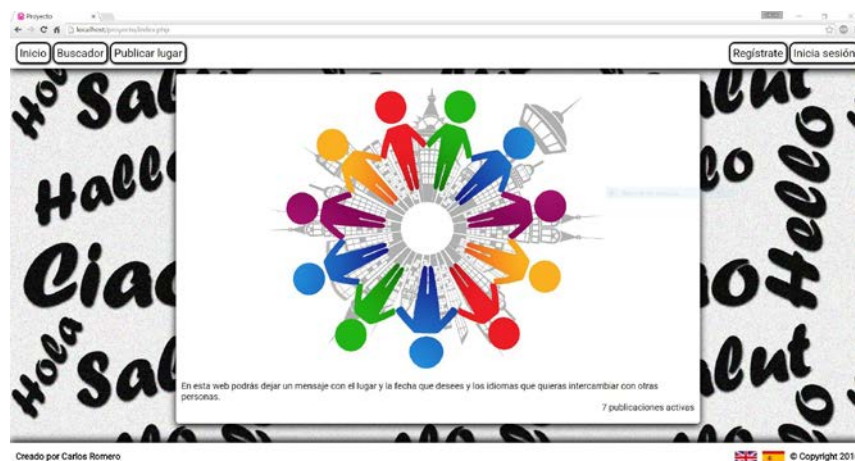 Proyecto
localhost/proyecto/index.php
Inicio Buscador Publicar lugar
Regístrate Inicia sesión
Hola
Salut
Hallo
Ciao
Hola
Salut
Hello
En esta web podrás dejar un mensaje con el lugar y la fecha que desees y los idiomas que quieras intercambiar con otras
personas.
7 publicaciones activas
Creado por Carlos Romero
© Copyright 201